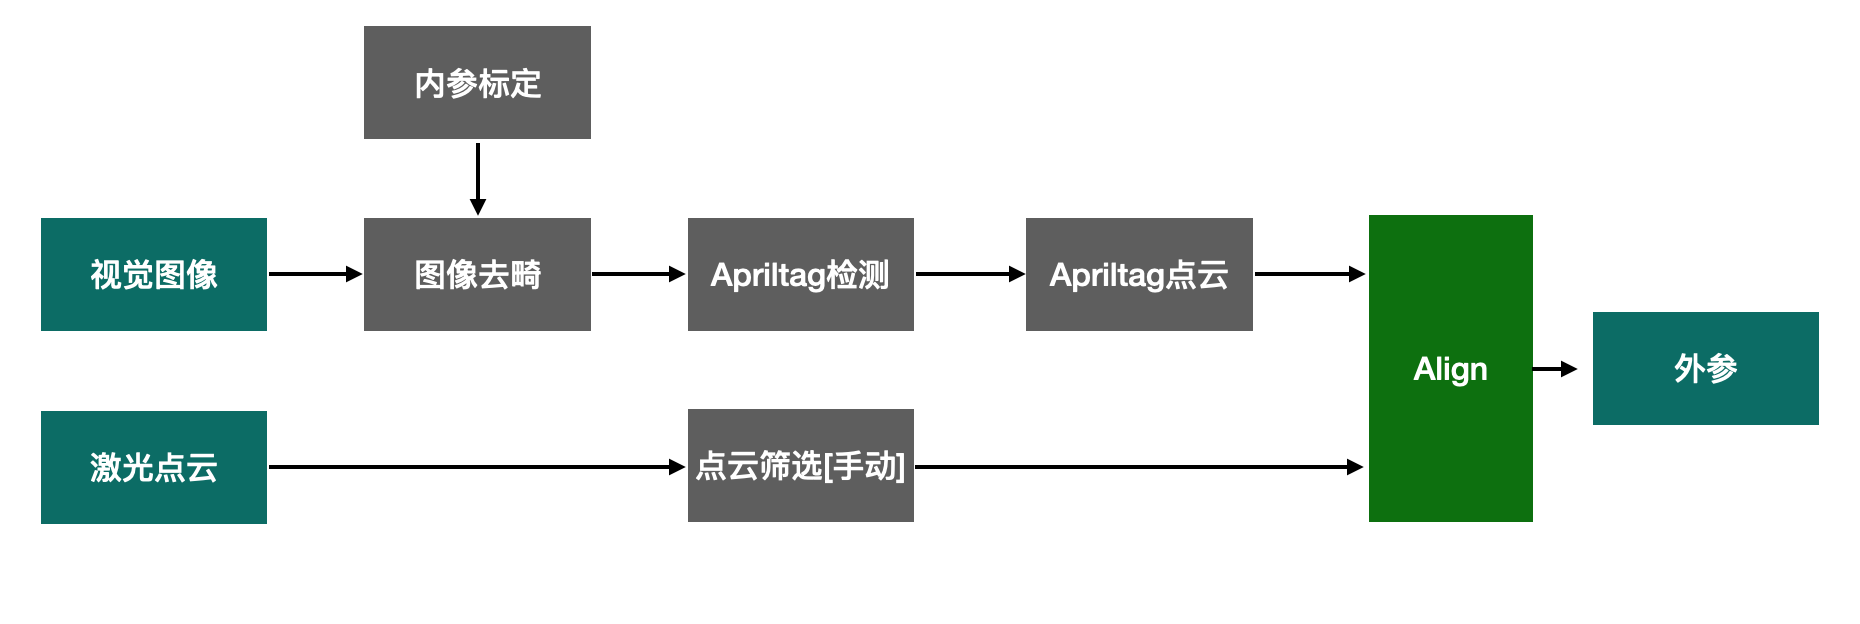 内参标定
视觉图像
图像去畸
Apriltag检测
Apriltag点云
Align
外参
激光点云
点云筛选[手动]